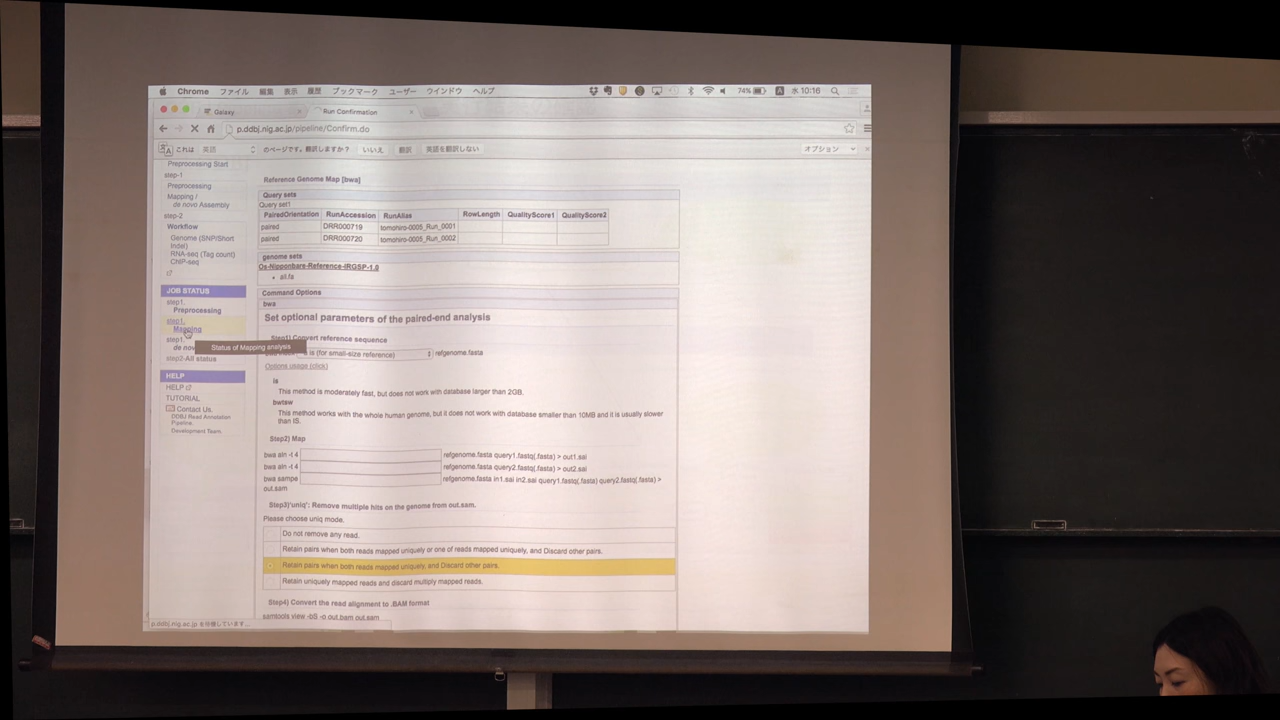 Chrome ファイル 編集 表示 履歴 ブックマーク ユーザー ウインドウ ヘルプ 74% 水 10:16
Galaxy Run Confirmation
p.ddbj.nig.ac.jp/pipeline/Confirm.do
これは 英語 のページです。翻訳しますか? いいえ 翻訳 英語を翻訳しない オプション
Preprocessing Start
step-1
Preprocessing
Mapping /
de novo Assembly
step-2
Workflow
Genome (SNP/Short
Indel)
RNA-seq (Tag count)
ChIP-seq
JOB STATUS
step1.
Preprocessing
step1.
Mapping
step1.
de nov
Status of Mapping analysis
step2-All status
HELP
HELP
TUTORIAL
Contact Us.
DDBJ Read Annotation
Pipeline.
Development Team.
Reference Genome Map [bwa]
Query sets
Query set1
PairedOrientation RunAccession RunAlias RowLength QualityScore1 QualityScore2
paired DRR000719 tomohiro-0005_Run_0001
paired DRR000720 tomohiro-0005_Run_0002
genome sets
Os-Nipponbare-Reference-IRGSP-1.0
all.fa
Command Options
bwa
Set optional parameters of the paired-end analysis
Step1) Convert reference sequence
is (for small-size reference) refgenome.fasta
Options usage (click)
is
This method is moderately fast, but does not work with database larger than 2GB.
bwtsw
This method works with the whole human genome, but it does not work with database smaller than 10MB and it is usually slower
than IS.
Step2) Map
bwa aln -t 4 refgenome.fasta query1.fastq(.fasta) > out1.sai
bwa aln -t 4 refgenome.fasta query2.fastq(.fasta) > out2.sai
bwa sampe refgenome.fasta in1.sai in2.sai query1.fastq(.fasta) query2.fastq(.fasta) >
out.sam
Step3)'uniq': Remove multiple hits on the genome from out.sam.
Please choose uniq mode.
Do not remove any read.
Retain pairs when both reads mapped uniquely or one of reads mapped uniquely, and Discard other pairs.
Retain pairs when both reads mapped uniquely, and Discard other pairs.
Retain uniquely mapped reads and discard multiply mapped reads.
Step4) Convert the read alignment to .BAM format
samtools view -bS -o out.bam out.sam
p.ddbj.nig.ac.jp を待機しています...